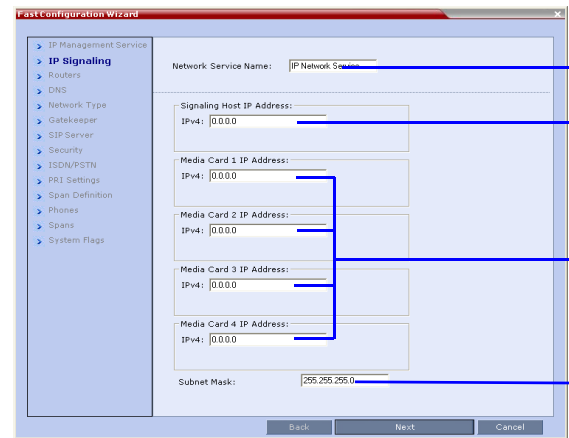 Fast Configuration Wizard
IP Management Service
IP Signaling
Routers
DNS
Network Type
Gatekeeper
SIP Server
Security
ISDN/PSTN
PRI Settings
Span Definition
Phones
Spans
System Flags
Network Service Name: IP Network Service
Signaling Host IP Address:
IPv4: 0.0.0.0
Media Card 1 IP Address:
IPv4: 0.0.0.0
Media Card 2 IP Address:
IPv4: 0.0.0.0
Media Card 3 IP Address:
IPv4: 0.0.0.0
Media Card 4 IP Address:
IPv4: 0.0.0.0
Subnet Mask: 255.255.255.0
Back Next Cancel